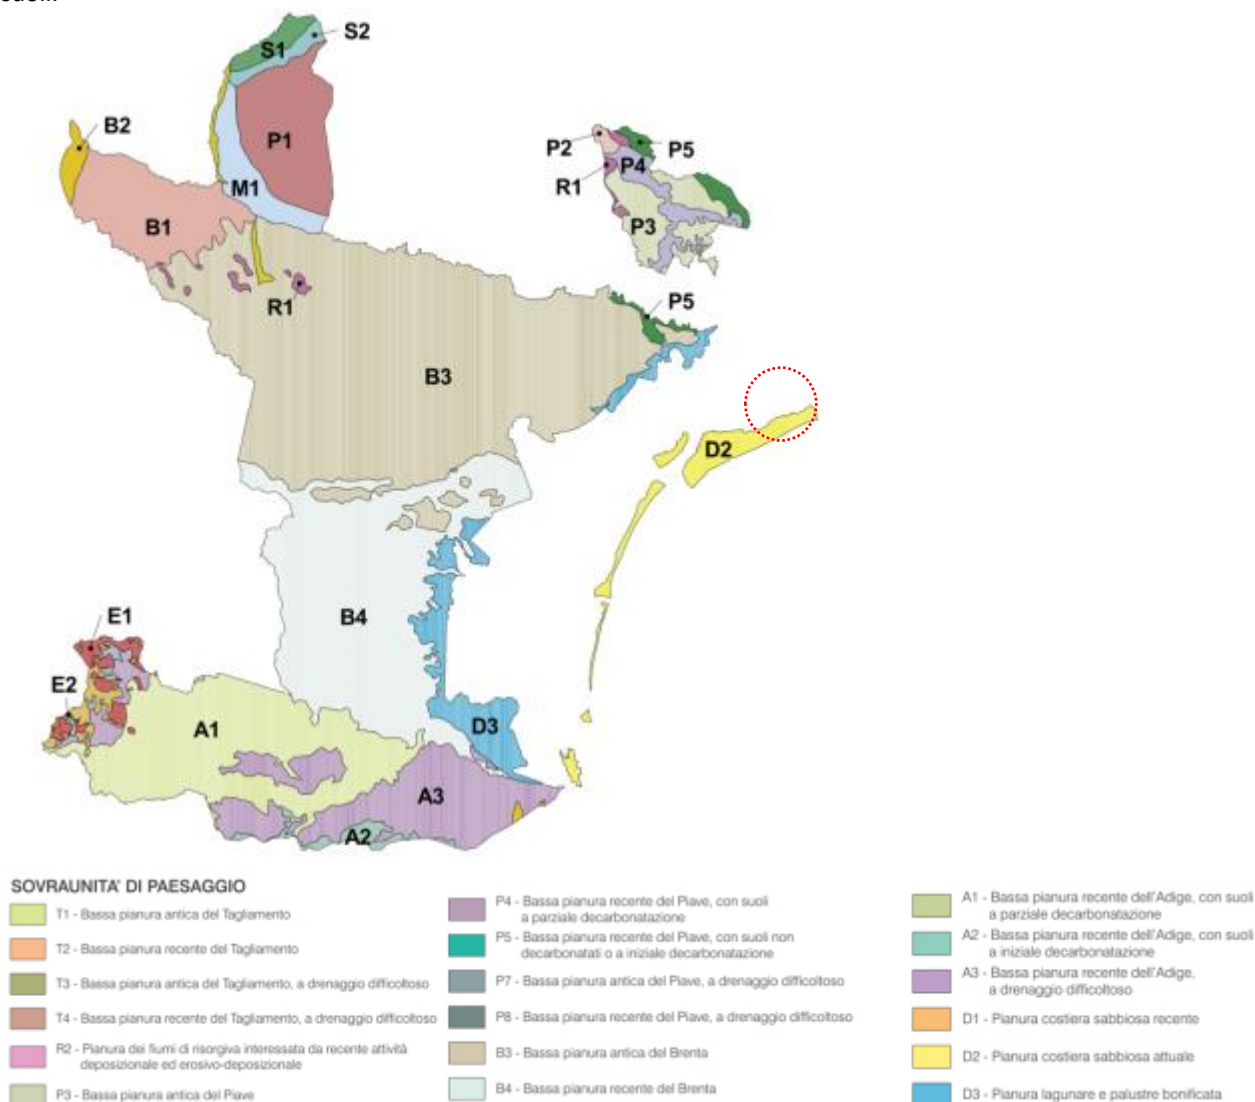 S1
S2
P1
B2
M1
B1
R1
P2
P5
P4
R1
P3
P5
B3
D2
B4
E1
E2
A1
D3
A3
A2
SOVRAUNITA' DI PAESAGGIO
T1 - Bassa pianura antica del Tagliamento
T2 - Bassa pianura recente del Tagliamento
T3 - Bassa pianura antica del Tagliamento, a drenaggio difficoltoso
T4 - Bassa pianura recente del Tagliamento, a drenaggio difficoltoso
R2 - Pianura dei fiumi di risorgiva interessata da recente attività
deposizionale ed erosivo-deposizionale
P3 - Bassa pianura antica del Piave
P4 - Bassa pianura recente del Piave, con suoli
a parziale decarbonatazione
P5 - Bassa pianura recente del Piave, con suoli non
decarbonatati o a iniziale decarbonatazione
P7 - Bassa pianura antica del Piave, a drenaggio difficoltoso
P8 - Bassa pianura recente del Piave, a drenaggio difficoltoso
B3 - Bassa pianura antica del Brenta
B4 - Bassa pianura recente del Brenta
A1 - Bassa pianura recente dell'Adige, con suoli
a parziale decarbonatazione
A2 - Bassa pianura recente dell'Adige, con suoli
a iniziale decarbonatazione
A3 - Bassa pianura recente dell'Adige,
a drenaggio difficoltoso
D1 - Pianura costiera sabbiosa recente
D2 - Pianura costiera sabbiosa attuale
D3 - Pianura lagunare e palustre bonificata